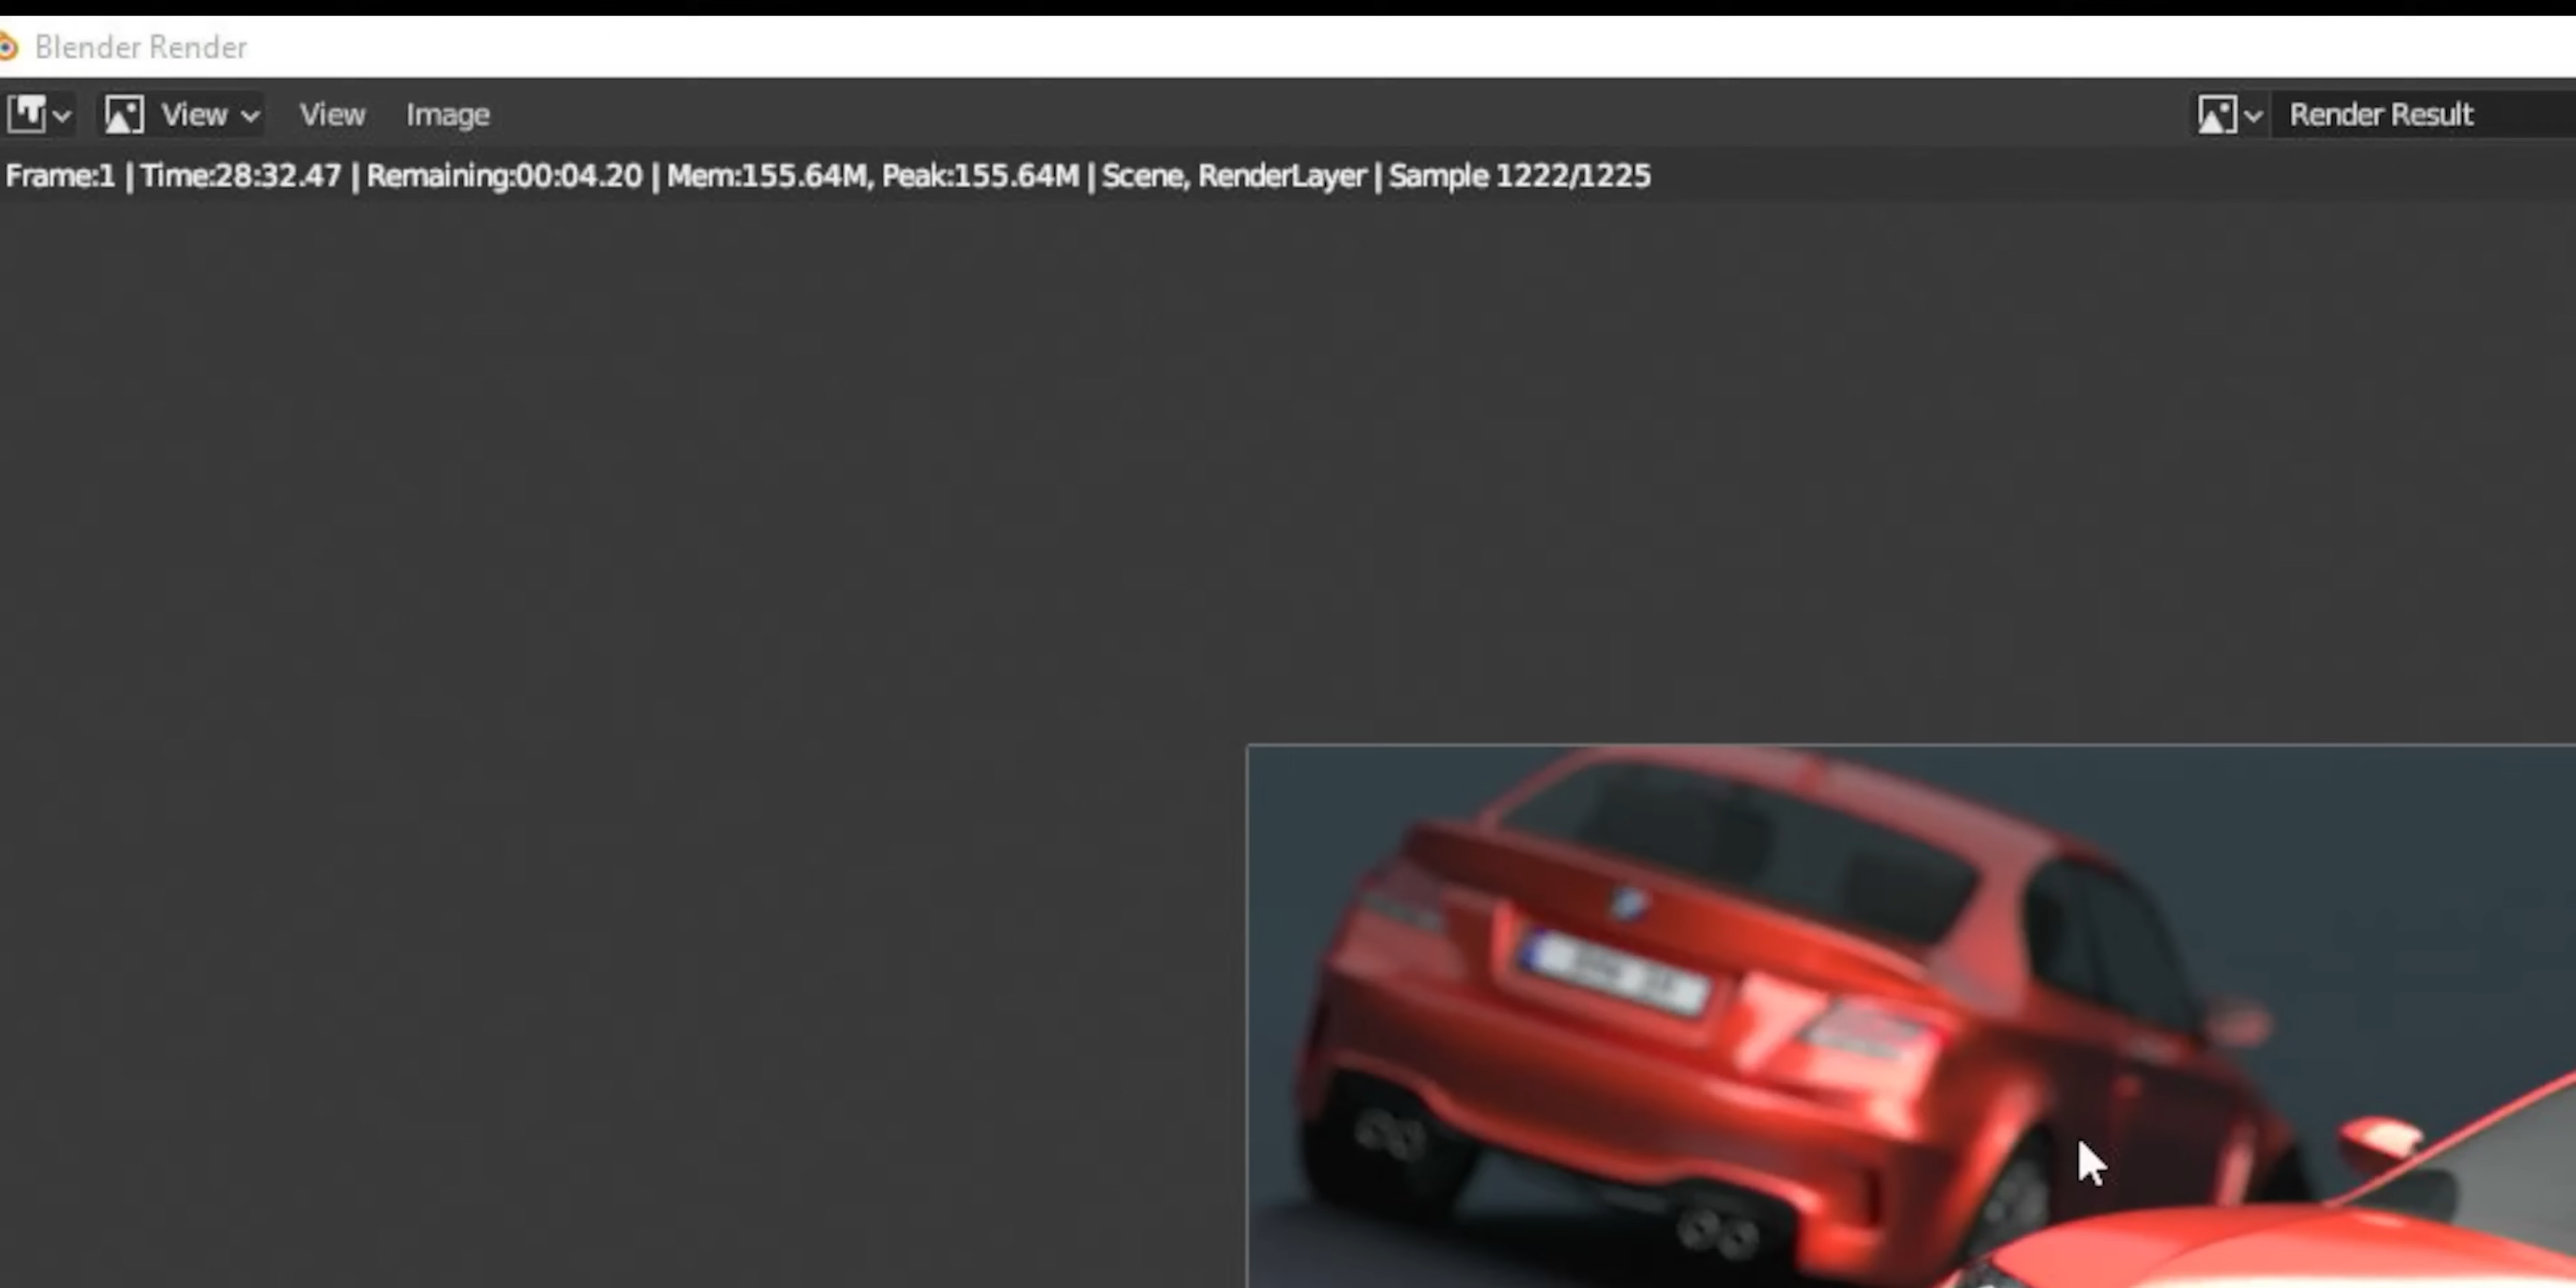 Blender Render
View View Image Render Result
Frame:1 | Time:28:32.47 | Remaining:00:04.20 | Mem:155.64M, Peak:155.64M | Scene, RenderLayer | Sample 1222/1225